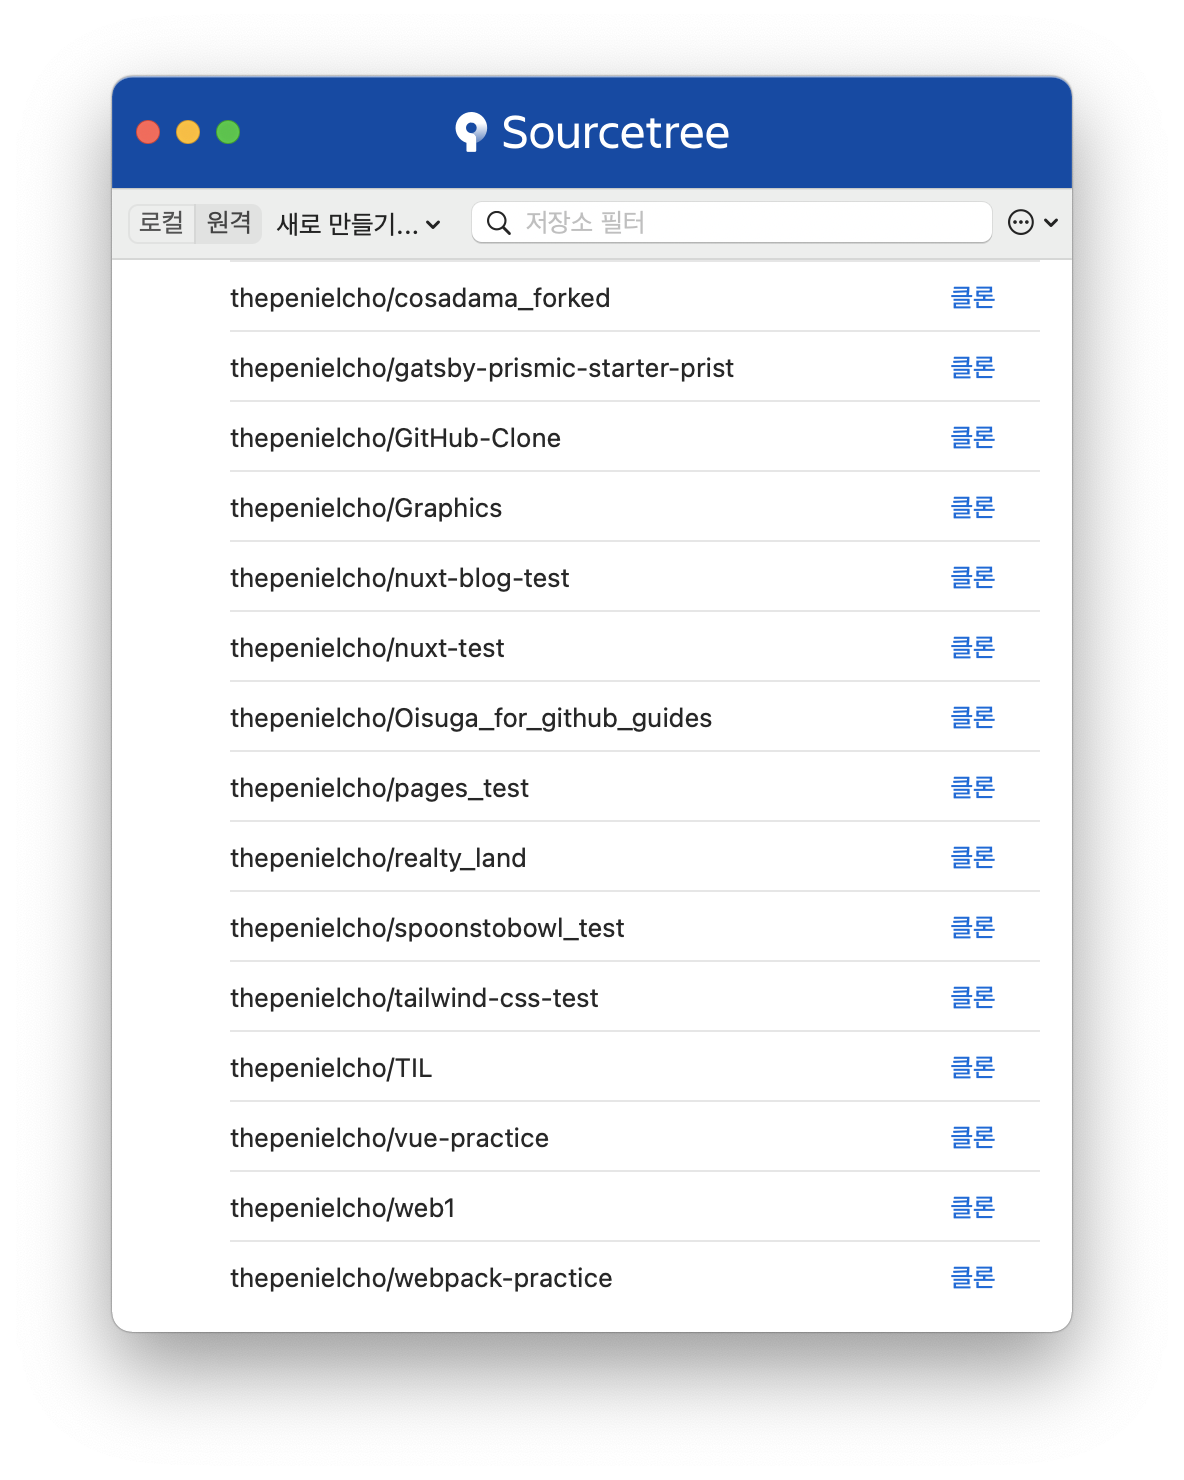 Sourcetree
로컬 원격 새로 만들기... 저장소 필터
thepenielcho/cosadama_forked 클론
thepenielcho/gatsby-prismic-starter-prist 클론
thepenielcho/GitHub-Clone 클론
thepenielcho/Graphics 클론
thepenielcho/nuxt-blog-test 클론
thepenielcho/nuxt-test 클론
thepenielcho/Oisuga_for_github_guides 클론
thepenielcho/pages_test 클론
thepenielcho/realty_land 클론
thepenielcho/spoonstobowl_test 클론
thepenielcho/tailwind-css-test 클론
thepenielcho/TIL 클론
thepenielcho/vue-practice 클론
thepenielcho/web1 클론
thepenielcho/webpack-practice 클론